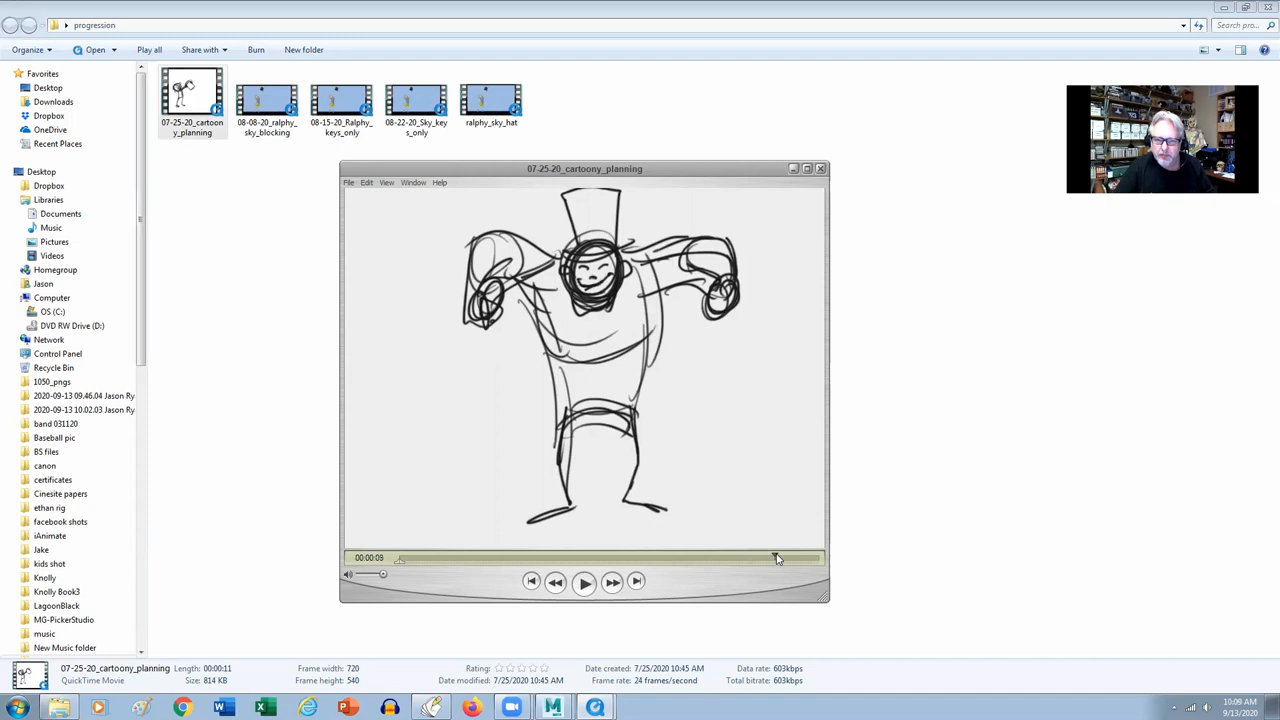 progression
Search pro...
Organize
Open
Play all
Share with
Burn
New folder
Favorites
Desktop
Downloads
Dropbox
OneDrive
Recent Places
Desktop
Dropbox
Libraries
Documents
Music
Pictures
Videos
Homegroup
Jason
Computer
OS (C:)
DVD RW Drive (D:)
Network
Control Panel
Recycle Bin
1050_pngs
2020-09-13 09.46.04 Jason Ry
2020-09-13 10.02.03 Jason Ry
band 031120
Baseball pic
BS files
canon
certificates
Cinesite papers
ethan rig
facebook shots
iAnimate
Jake
kids shot
Knolly
Knolly Book3
LagoonBlack
MG-PickerStudio
music
New Music folder
07-25-20_cartoon
y_planning
08-08-20_ralphy_
sky_blocking
08-15-20_Ralphy_
keys_only
08-22-20_Sky_key
s_only
ralphy_sky_hat
07-25-20_cartoony_planning
File Edit View Window Help
00:00:09
07-25-20_cartoony_planning
QuickTime Movie
Length: 00:00:11
Size: 814 KB
Frame width: 720
Frame height: 540
Rating:
Date modified: 7/25/2020 10:45 AM
Date created: 7/25/2020 10:45 AM
Frame rate: 24 frames/second
Data rate: 603kbps
Total bitrate: 603kbps
10:09 AM
9/13/2020